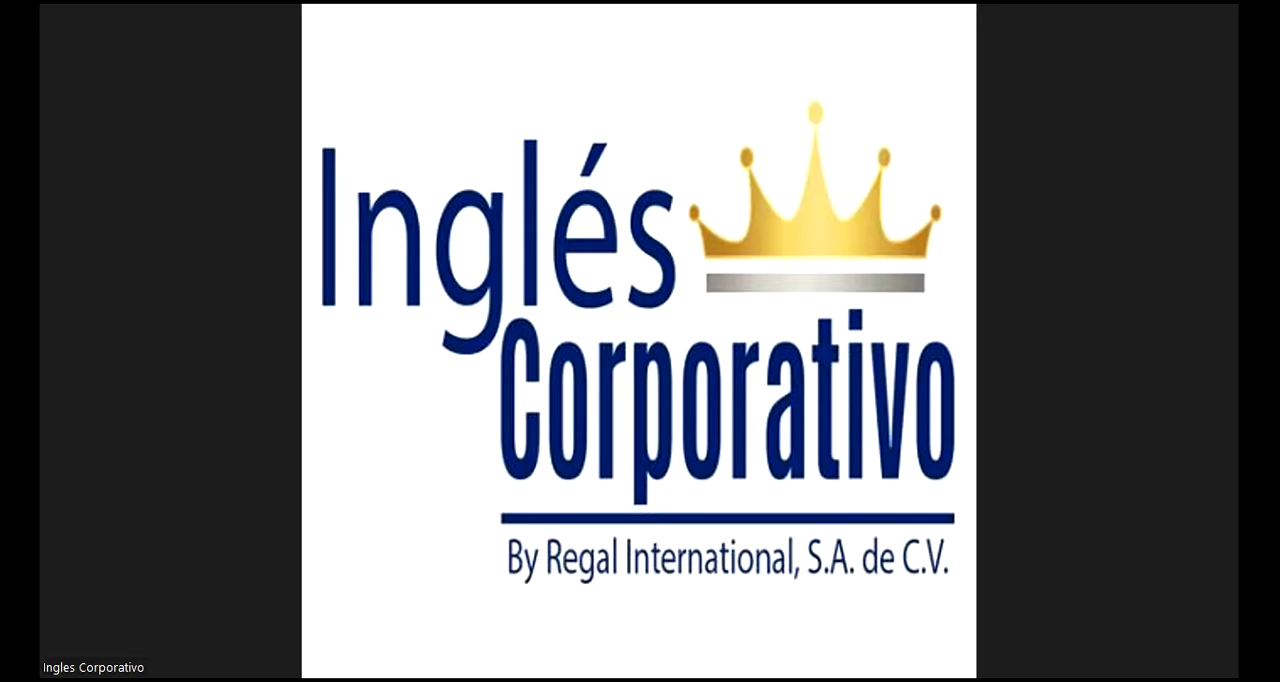 Inglés
Corporativo
By Regal International, S.A. de C.V.
Ingles Corporativo